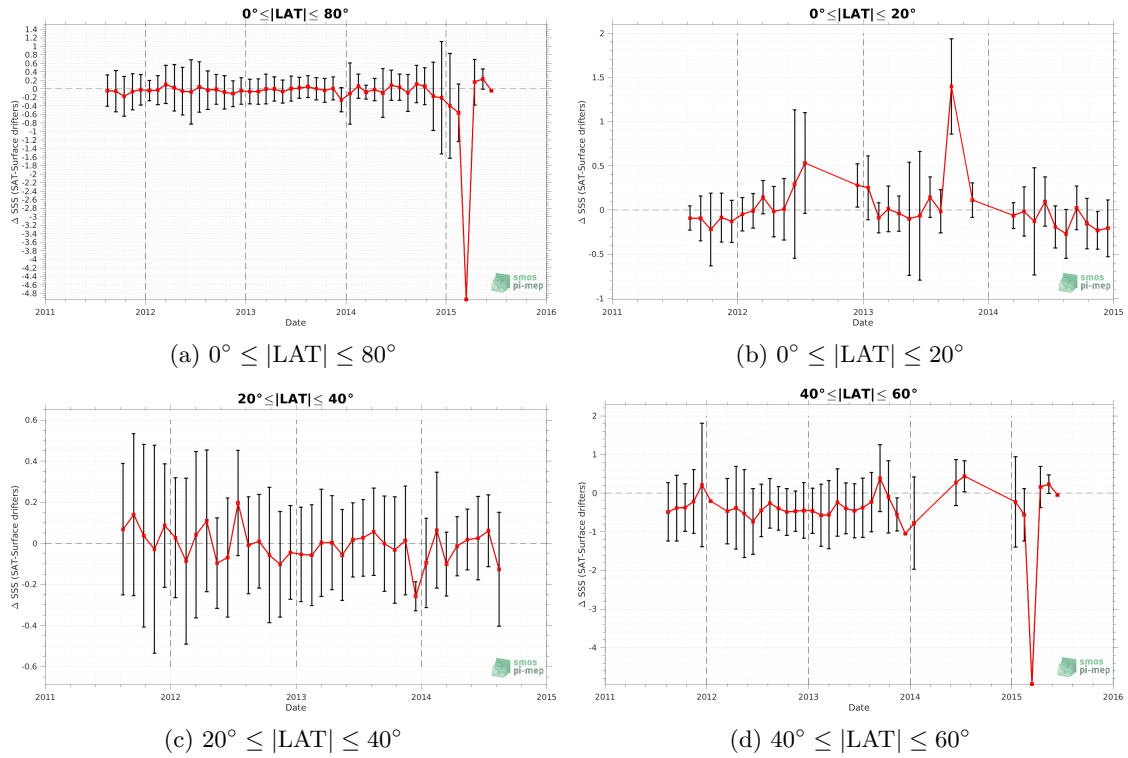 0°≤|LAT|≤ 80°
1.4
1.2
1
0.8
0.6
0.4
0.2
0
-0.2
-0.4
-0.6
-0.8
-1
-1.2
-1.4
-1.6
-1.8
-2
-2.2
-2.4
-2.6
-2.8
-3
-3.2
-3.4
-3.6
-3.8
-4
-4.2
-4.4
-4.6
-4.8
Δ SSS (SAT-Surface drifters)
smos
pi-mep
2011 2012 2013 2014 2015 2016
Date
(a) 0° ≤ |LAT| ≤ 80°
0°≤|LAT|≤ 20°
2
1.5
1
0.5
0
-0.5
-1
Δ SSS (SAT-Surface drifters)
smos
pi-mep
2011 2012 2013 2014 2015
Date
(b) 0° ≤ |LAT| ≤ 20°
20°≤|LAT|≤ 40°
0.6
0.4
0.2
0
-0.2
-0.4
-0.6
Δ SSS (SAT-Surface drifters)
smos
pi-mep
2011 2012 2013 2014 2015
Date
(c) 20° ≤ |LAT| ≤ 40°
40°≤|LAT|≤ 60°
2
1
0
-1
-2
-3
-4
Δ SSS (SAT-Surface drifters)
smos
pi-mep
2011 2012 2013 2014 2015 2016
Date
(d) 40° ≤ |LAT| ≤ 60°